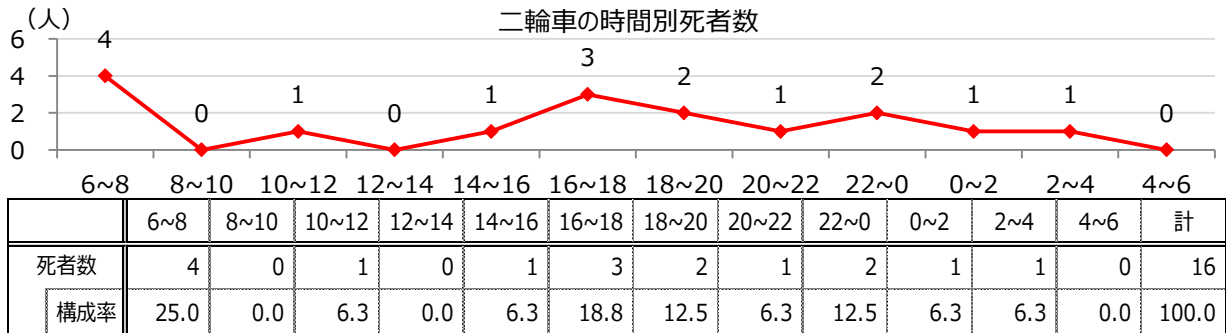 （人）
二輪車の時間別死者数
6
4
2
0
4 0 1 0 1 3 2 1 2 1 1 0
6~8 8~10 10~12 12~14 14~16 16~18 18~20 20~22 22~0 0~2 2~4 4~6
6~8 8~10 10~12 12~14 14~16 16~18 18~20 20~22 22~0 0~2 2~4 4~6 計
死者数 4 0 1 0 1 3 2 1 2 1 1 0 16
構成率 25.0 0.0 6.3 0.0 6.3 18.8 12.5 6.3 12.5 6.3 6.3 0.0 100.0